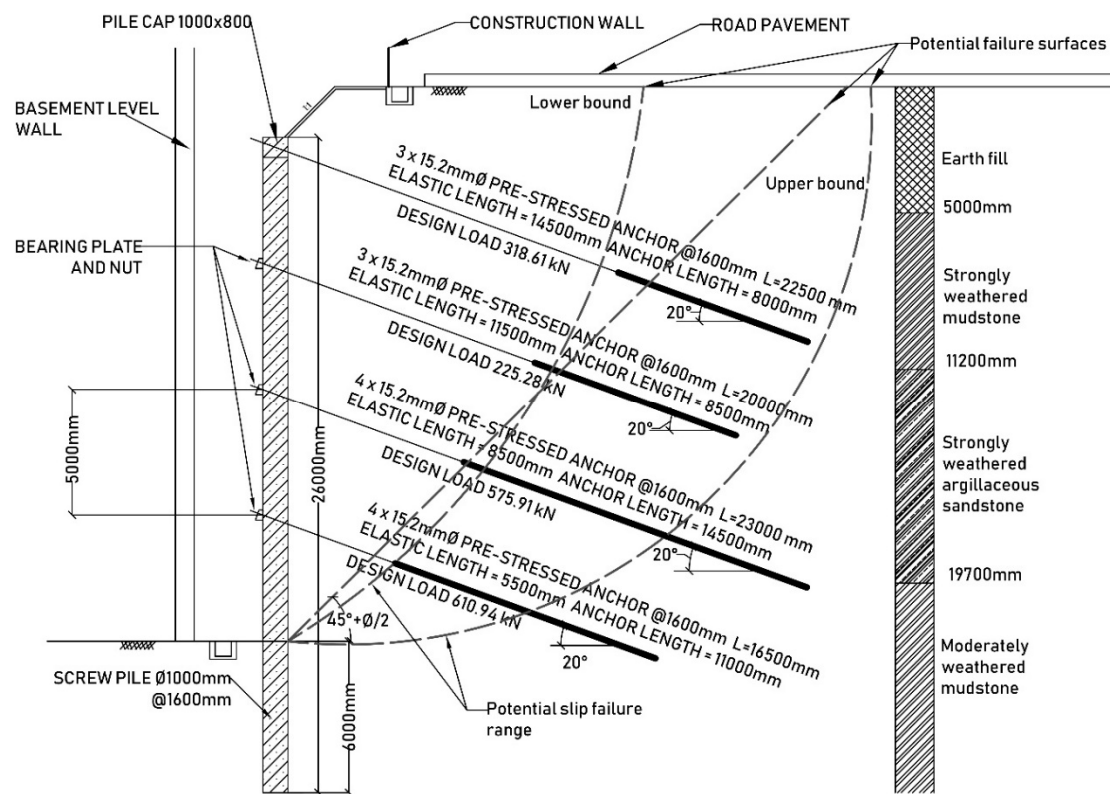 PILE CAP 1000x800
CONSTRUCTION WALL
ROAD PAVEMENT
Potential failure surfaces
BASEMENT LEVEL
WALL
1:1
Lower bound
Upper bound
Earth fill
5000mm
3 x 15.2mmØ PRE-STRESSED ANCHOR @1600mm L=22500 mm
ELASTIC LENGTH = 14500mm ANCHOR LENGTH = 8000mm
DESIGN LOAD 318.61 kN
20°
BEARING PLATE
AND NUT
Strongly
weathered
mudstone
11200mm
3 x 15.2mmØ PRE-STRESSED ANCHOR @1600mm L=20000mm
ELASTIC LENGTH = 11500mm ANCHOR LENGTH = 8500mm
DESIGN LOAD 225.28 kN
20°
5000mm
26000mm
4 x 15.2mmØ PRE-STRESSED ANCHOR @1600mm L=23000 mm
ELASTIC LENGTH = 8500mm ANCHOR LENGTH = 14500mm
DESIGN LOAD 575.91 kN
20°
Strongly
weathered
argillaceous
sandstone
19700mm
4 x 15.2mmØ PRE-STRESSED ANCHOR @1600mm L=16500mm
ELASTIC LENGTH = 5500mm ANCHOR LENGTH = 11000mm
DESIGN LOAD 610.94 kN
20°
45°+Ø/2
Moderately
weathered
mudstone
SCREW PILE Ø1000mm
@1600mm
6000mm
Potential slip failure
range